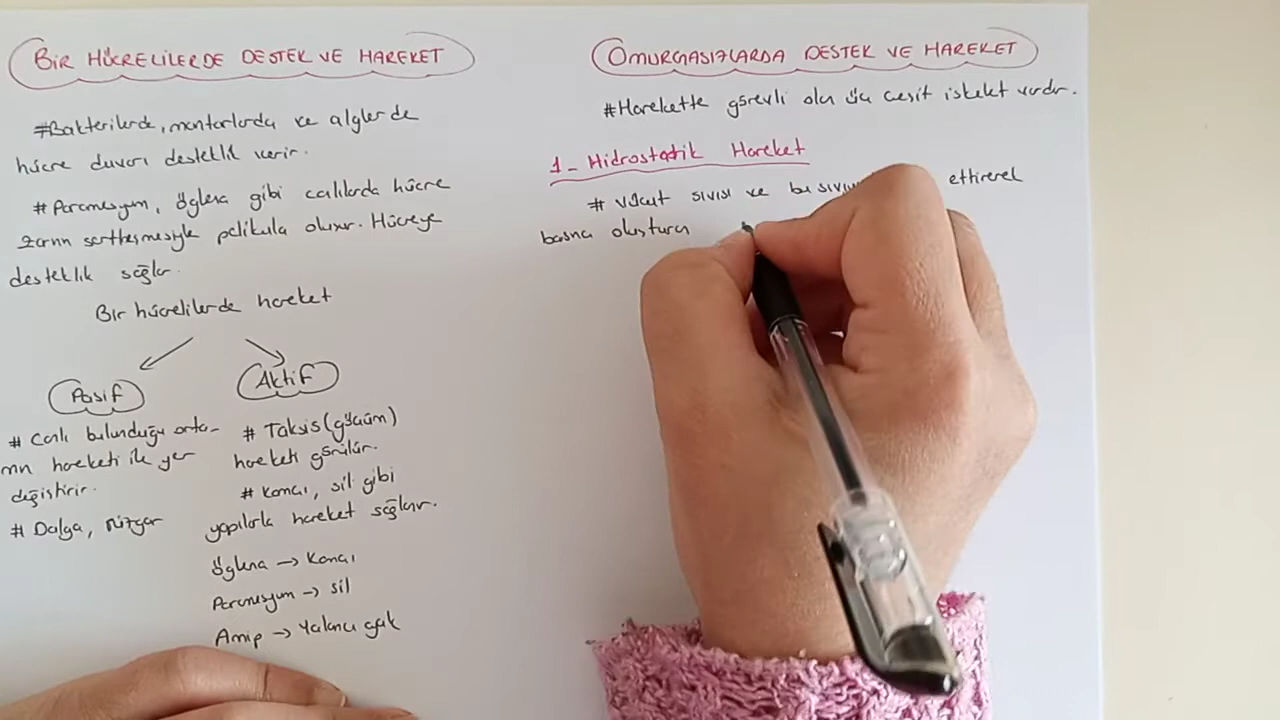 BİR HÜCRELİLERDE DESTEK VE HAREKET
#Bakterilerde, mantarlarda ve alglerde
hücre duvarı desteklik verir.
# Paramesyum, öglena gibi canlılarda hücre
zarının sertleşmesiyle pelikula oluşur. Hücreye
desteklik sağlar.
Bir hücrelilerde hareket
Pasif
# Canlı bulunduğu orta-
mın hareketi ile yer
değiştirir.
# Dalga, rüzgar
Aktif
# Taksis (göçüm)
hareketi görülür.
# Kamçı, sil gibi
yapılarla hareket sağlanır.
Öglena → Kamçı
Paramesyum → sil
Amip → Yalancı ayak
OMURGASIZLARDA DESTEK VE HAREKET
#Harekette görevli olan üç çeşit iskelet vardır.
1- Hidrostatik Hareket
# Vücut sıvısı ve bu ettirerek
basınç oluşturur